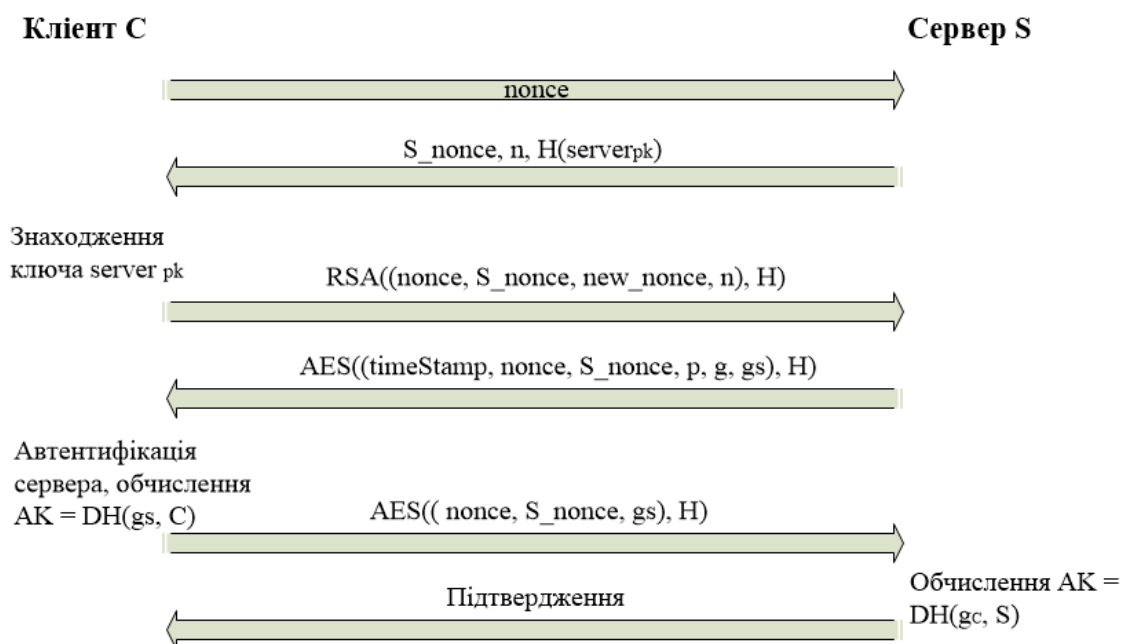 Клієнт С
Сервер S
nonce
S_nonce, n, H(serverpk)
Знаходження
ключа server pk
RSA((nonce, S_nonce, new_nonce, n), H)
AES((timeStamp, nonce, S_nonce, p, g, gs), H)
Автентифікація
сервера, обчислення
AK = DH(gs, C)
AES(( nonce, S_nonce, gs), H)
Обчислення AK =
DH(gc, S)
Підтвердження